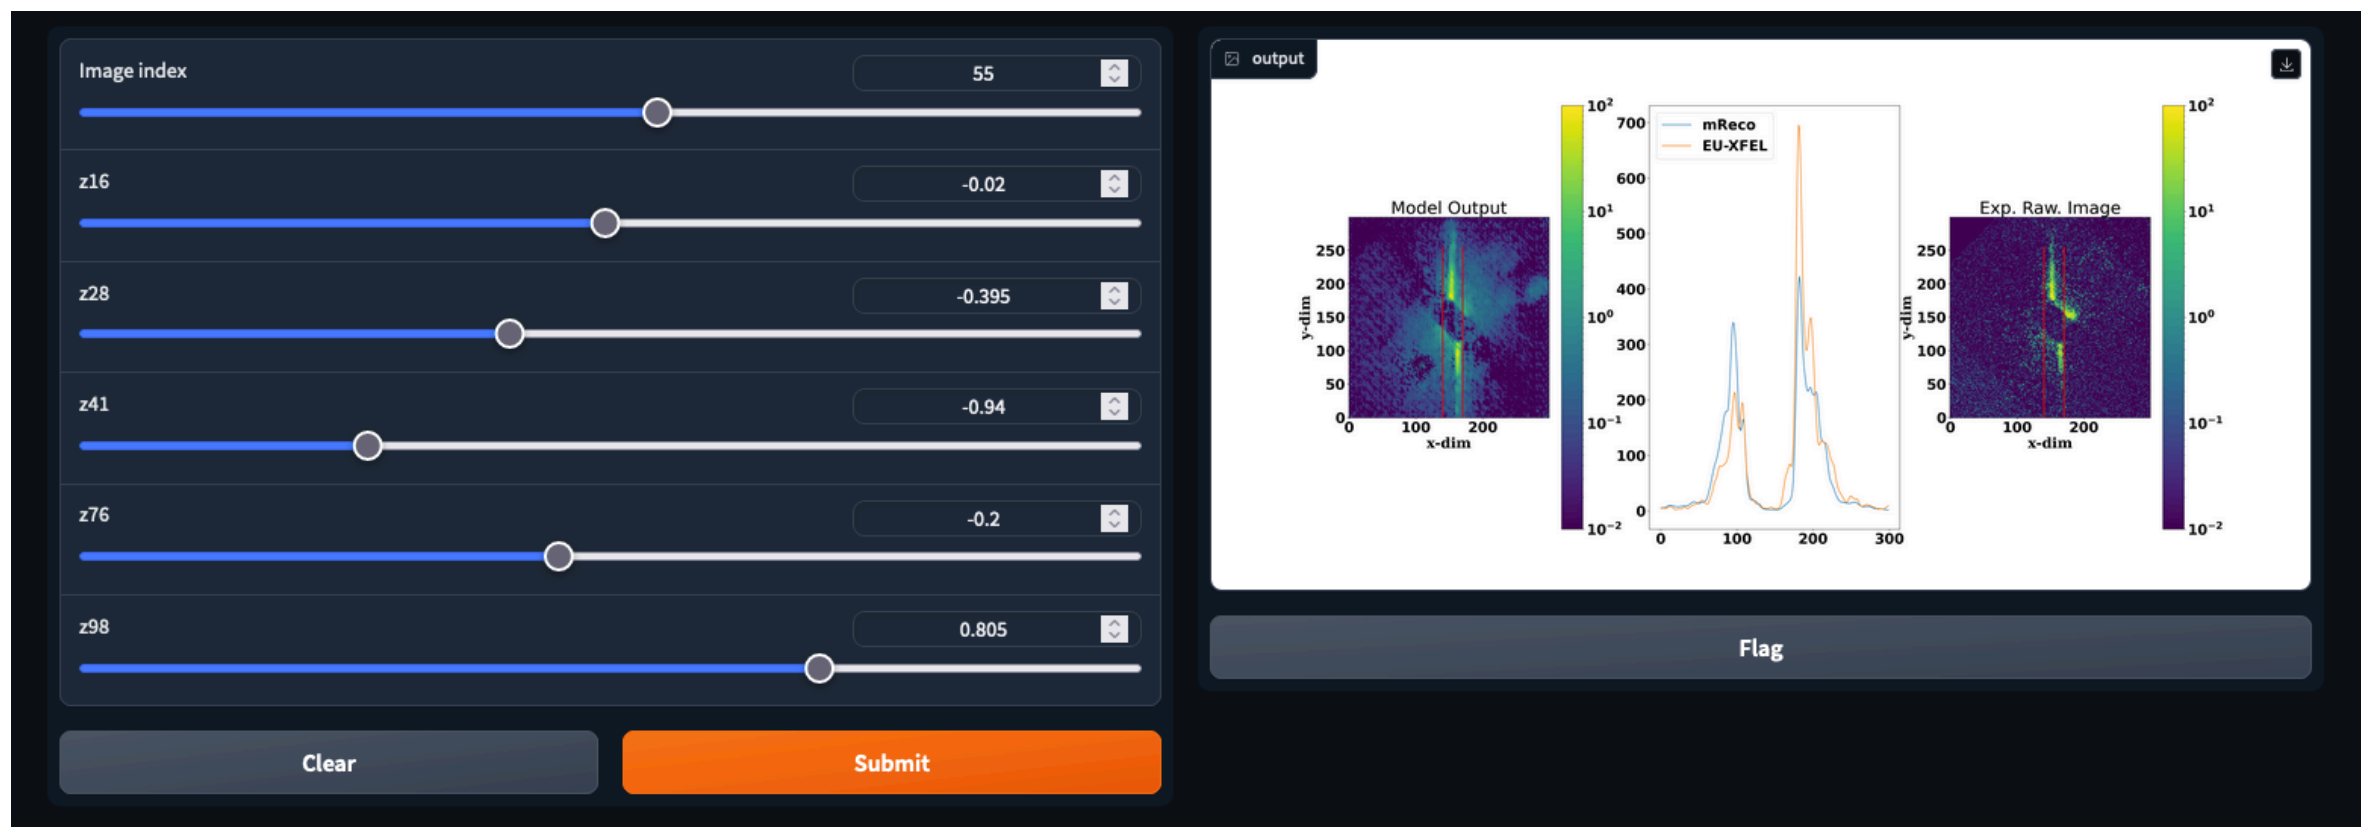 Image index
55
z16
-0.02
z28
-0.395
z41
-0.94
z76
-0.2
z98
0.805
Clear
Submit
output
Model Output
250
200
150
100
50
0
0 100 200
y-dim
x-dim
10²
10¹
10⁰
10⁻¹
10⁻²
mReco
EU-XFEL
700
600
500
400
300
200
100
0
0 100 200 300
Exp. Raw. Image
250
200
150
100
50
0
0 100 200
y-dim
x-dim
10²
10¹
10⁰
10⁻¹
10⁻²
Flag